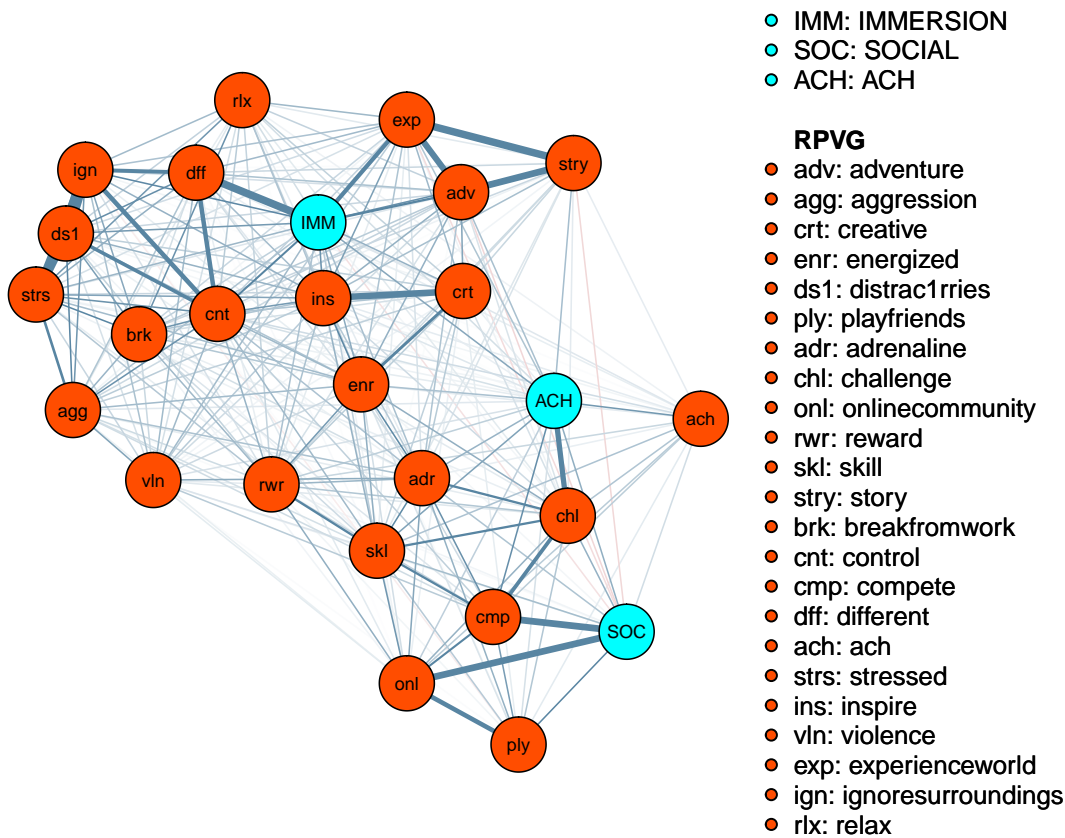 IMM: IMMERSION
SOC: SOCIAL
ACH: ACH
RPVG
adv: adventure
agg: aggression
crt: creative
enr: energized
ds1: distrac1rries
ply: playfriends
adr: adrenaline
chl: challenge
onl: onlinecommunity
rwr: reward
skl: skill
stry: story
brk: breakfromwork
cnt: control
cmp: compete
dff: different
ach: ach
strs: stressed
ins: inspire
vln: violence
exp: experienceworld
ign: ignoresurroundings
rlx: relax
rlx
exp
stry
ign
dff
adv
IMM
ds1
strs
cnt
ins
crt
brk
enr
agg
ACH
ach
vln
rwr
adr
chl
skl
cmp
SOC
onl
ply